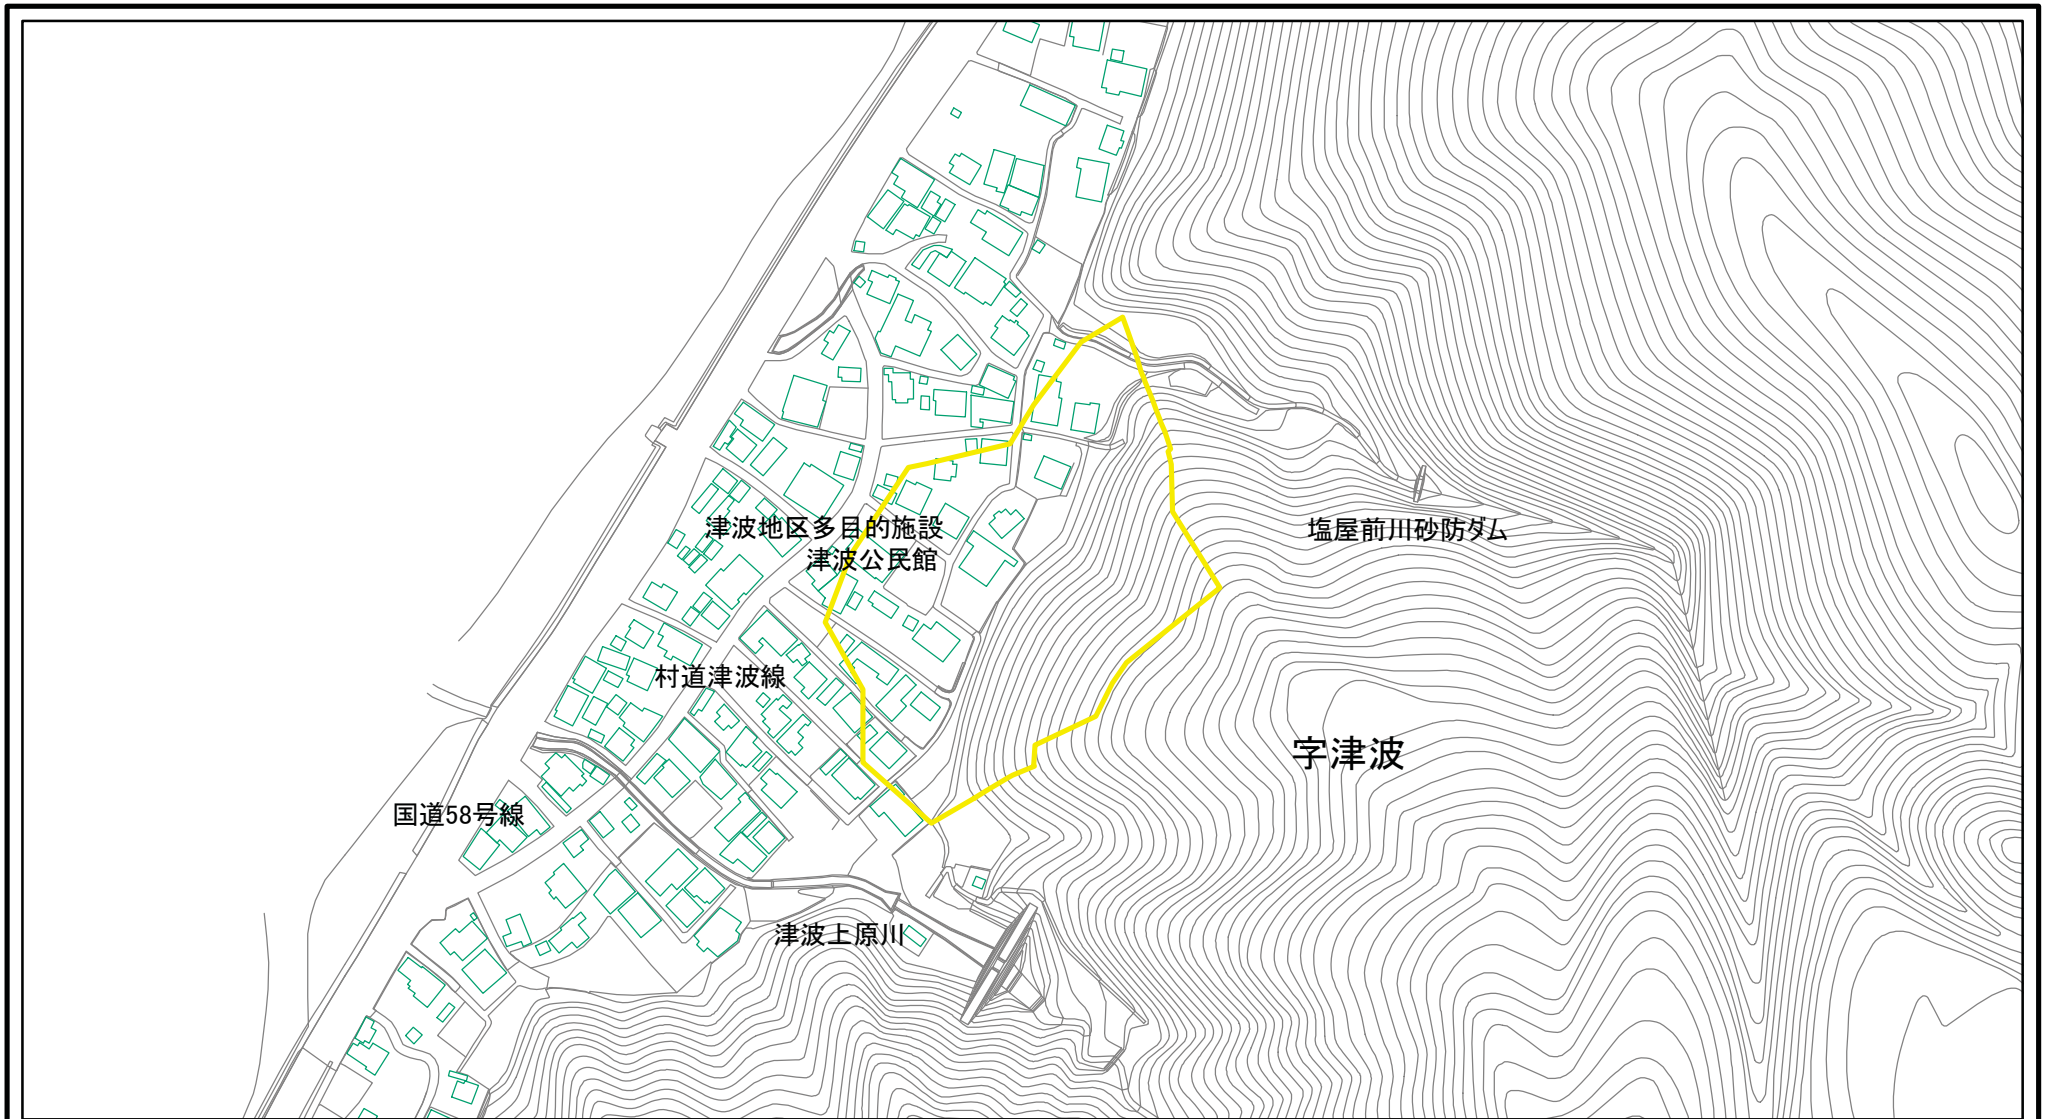 津波地区多目的施設
津波公民館
塩屋前川砂防ダム
村道津波線
字津波
国道58号線
津波上原川